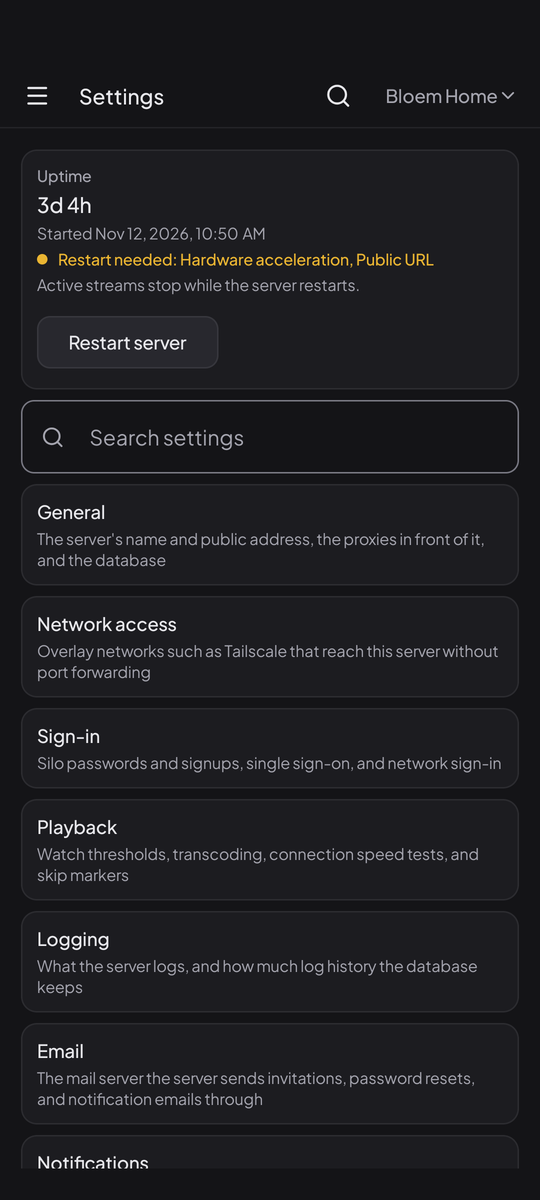 Settings
Bloem Home
Uptime
3d 4h
Started Nov 12, 2026, 10:50 AM
Restart needed: Hardware acceleration, Public URL
Active streams stop while the server restarts.
Restart server
Search settings
General
The server's name and public address, the proxies in front of it,
and the database
Network access
Overlay networks such as Tailscale that reach this server without
port forwarding
Sign-in
Silo passwords and signups, single sign-on, and network sign-in
Playback
Watch thresholds, transcoding, connection speed tests, and
skip markers
Logging
What the server logs, and how much log history the database
keeps
Email
The mail server the server sends invitations, password resets,
and notification emails through
Notifications